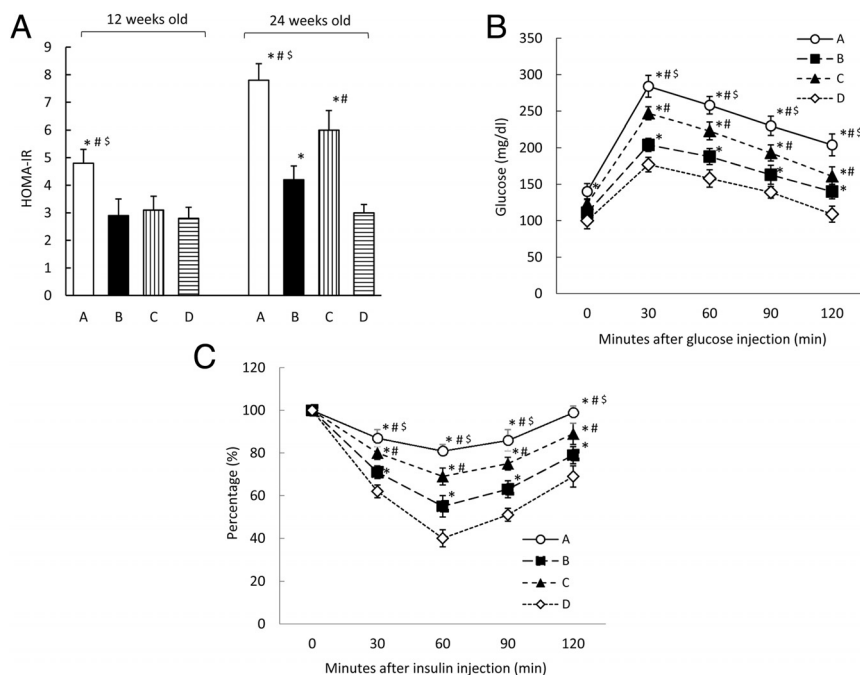 A
12 weeks old
24 weeks old
HOMA-IR
9
8
7
6
5
4
3
2
1
0
* # $
* # $
*
* #
A B C D A B C D
B
Glucose (mg/dl)
350
300
250
200
150
100
50
0
A
B
C
D
* # $
* # $
* # $
* # $
* #
* #
* #
* #
*
*
*
*
*
0 30 60 90 120
Minutes after glucose injection (min)
C
Percentage (%)
120
100
80
60
40
20
0
* # $
* # $
* # $
* # $
* #
* #
* #
* #
*
*
*
*
A
B
C
D
0 30 60 90 120
Minutes after insulin injection (min)